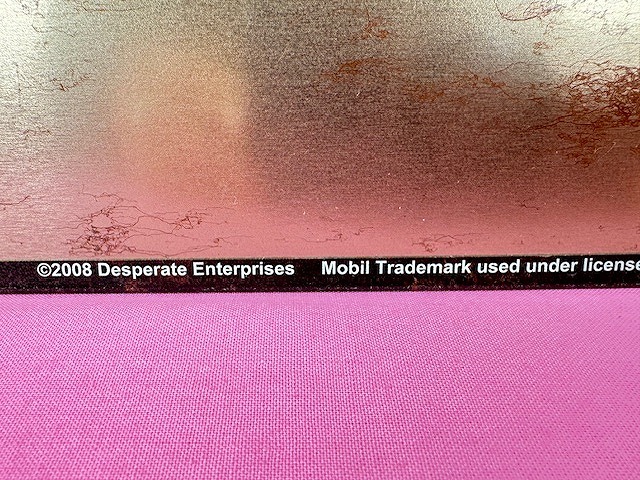 ©2008 Desperate Enterprises Mobil Trademark used under license